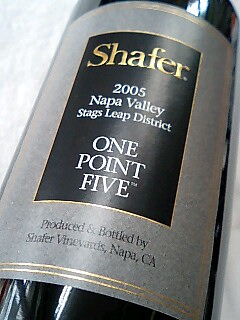 Shafer
2005
Napa Valley
Stags Leap District
ONE
POINT
FIVE™
Produced & Bottled by
Shafer Vineyards, Napa, CA